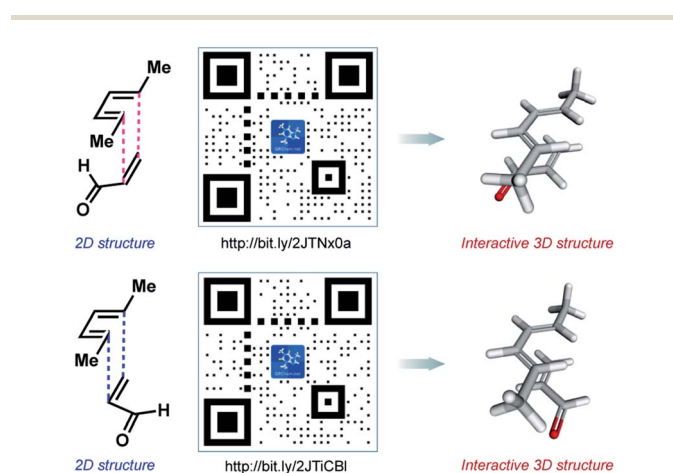 Me
Me
H
O
2D structure
http://bit.ly/2JTNx0a
Interactive 3D structure
Me
Me
H
O
2D structure
http://bit.ly/2JTiCBl
Interactive 3D structure